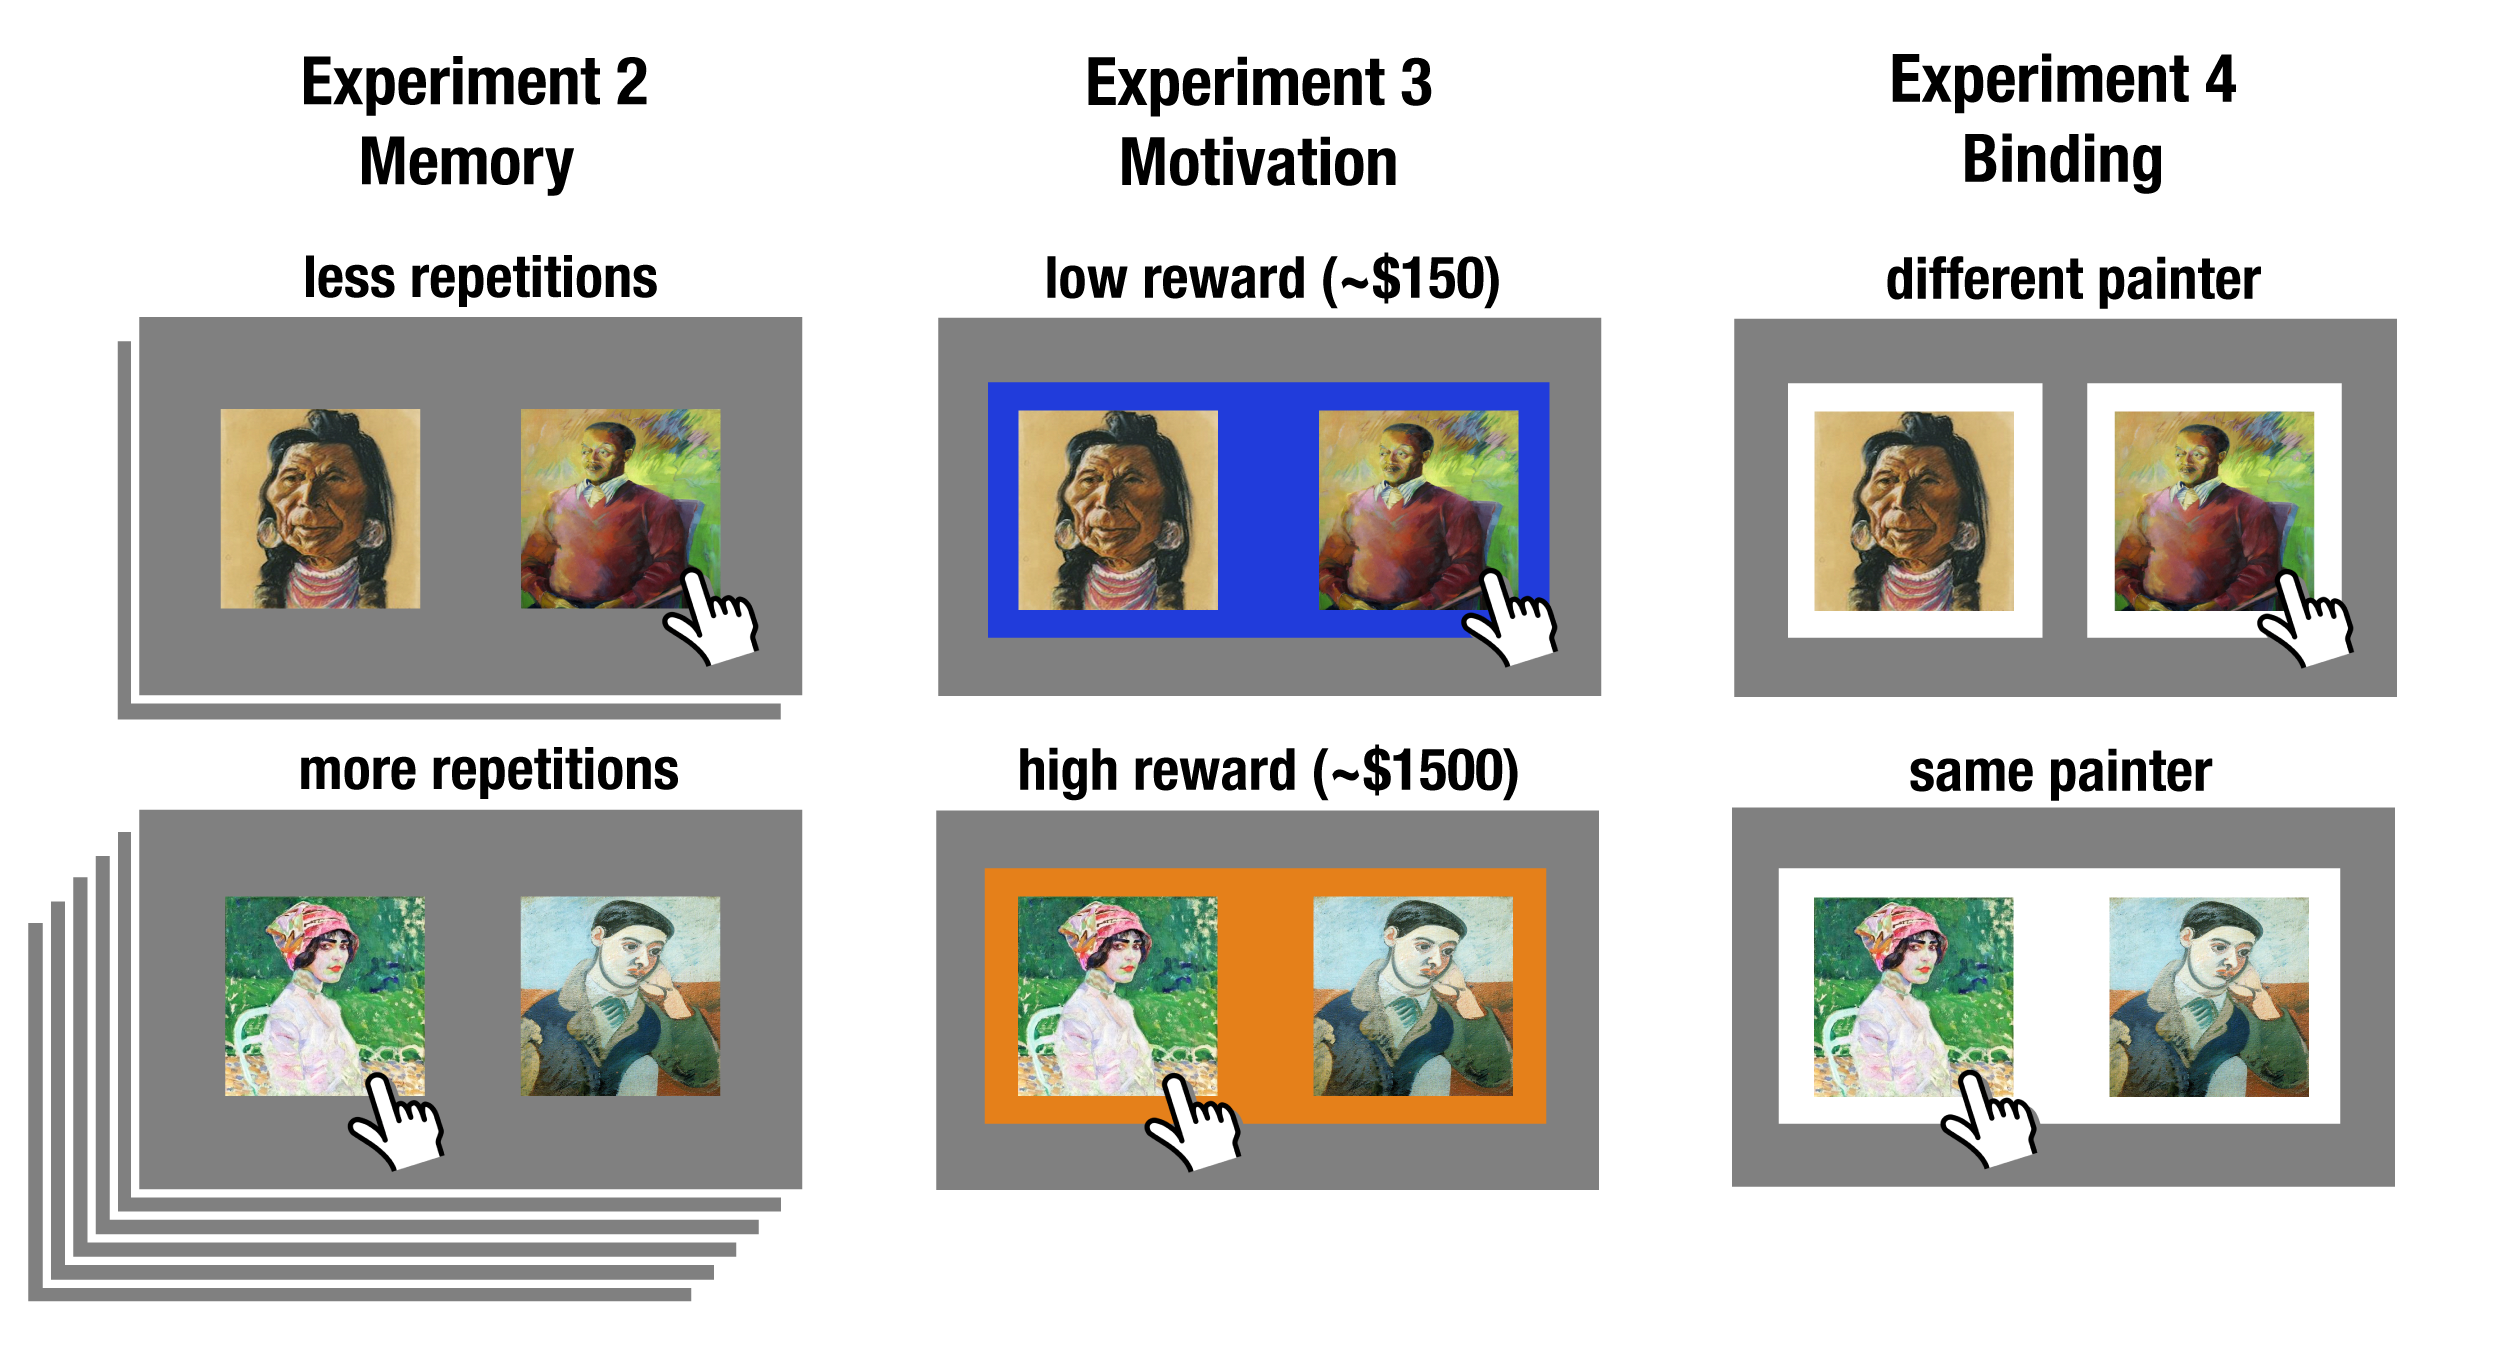 Experiment 2
Memory
less repetitions
more repetitions
Experiment 3
Motivation
low reward (~$150)
high reward (~$1500)
Experiment 4
Binding
different painter
same painter